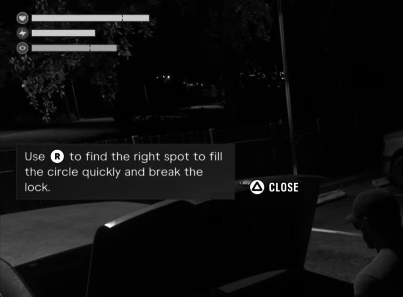 Use R to find the right spot to fill
the circle quickly and break the
lock.
CLOSE